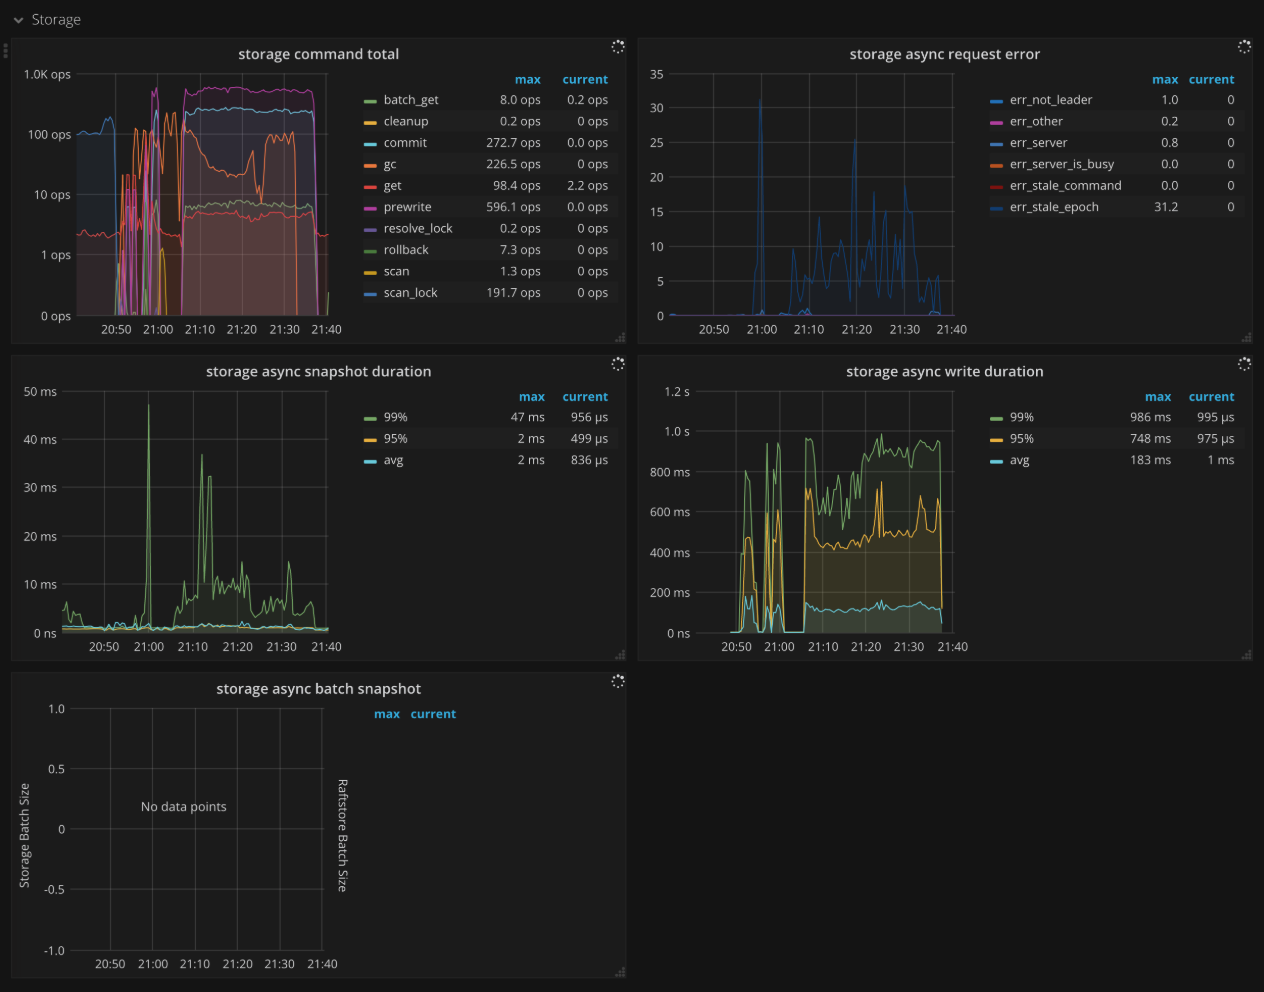 Storage
storage command total
1.0K ops
100 ops
10 ops
1 ops
0 ops
20:50 21:00 21:10 21:20 21:30 21:40
max current
batch_get 8.0 ops 0.2 ops
cleanup 0.2 ops 0 ops
commit 272.7 ops 0.0 ops
gc 226.5 ops 0 ops
get 98.4 ops 2.2 ops
prewrite 596.1 ops 0.0 ops
resolve_lock 0.2 ops 0 ops
rollback 7.3 ops 0 ops
scan 1.3 ops 0 ops
scan_lock 191.7 ops 0 ops
storage async request error
35
30
25
20
15
10
5
0
20:50 21:00 21:10 21:20 21:30 21:40
max current
err_not_leader 1.0 0
err_other 0.2 0
err_server 0.8 0
err_server_is_busy 0.0 0
err_stale_command 0.0 0
err_stale_epoch 31.2 0
storage async snapshot duration
50 ms
40 ms
30 ms
20 ms
10 ms
0 ns
20:50 21:00 21:10 21:20 21:30 21:40
max current
99% 47 ms 956 µs
95% 2 ms 499 µs
avg 2 ms 836 µs
storage async write duration
1.2 s
1.0 s
800 ms
600 ms
400 ms
200 ms
0 ns
20:50 21:00 21:10 21:20 21:30 21:40
max current
99% 986 ms 995 µs
95% 748 ms 975 µs
avg 183 ms 1 ms
storage async batch snapshot
Storage Batch Size
1.0
0.5
0
-0.5
-1.0
No data points
20:50 21:00 21:10 21:20 21:30 21:40
Raftstore Batch Size
max current